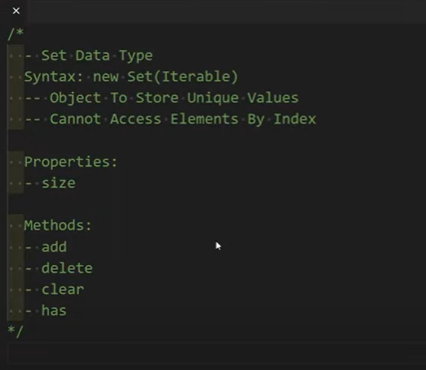 /*
- Set Data Type
Syntax: new Set(Iterable)
-- Object To Store Unique Values
-- Cannot Access Elements By Index
Properties:
- size
Methods:
- add
- delete
- clear
- has
*/